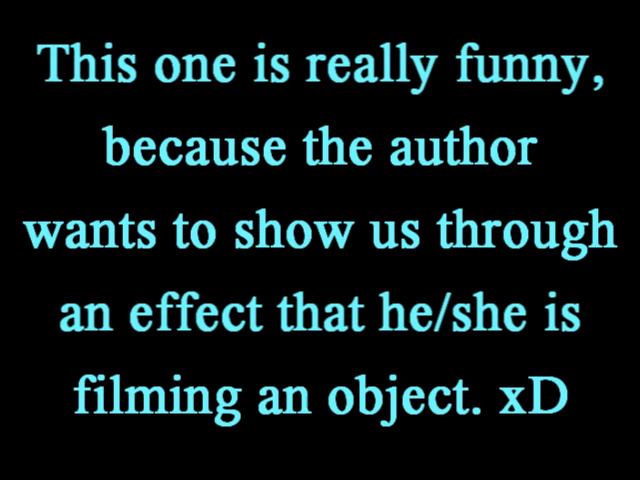 This one is really funny,
because the author
wants to show us through
an effect that he/she is
filming an object. xD